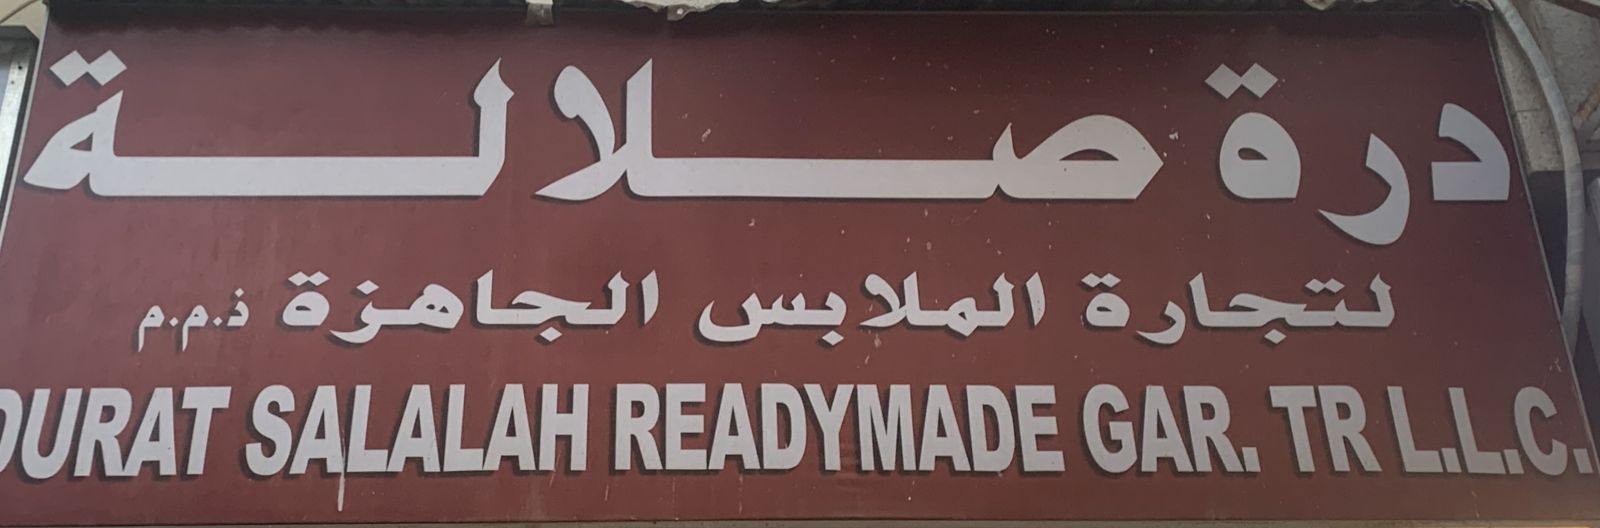 درة صلالة
لتجارة الملابس الجاهزة ذ.م.م
DURAT SALALAH READYMADE GAR. TR L.L.C.